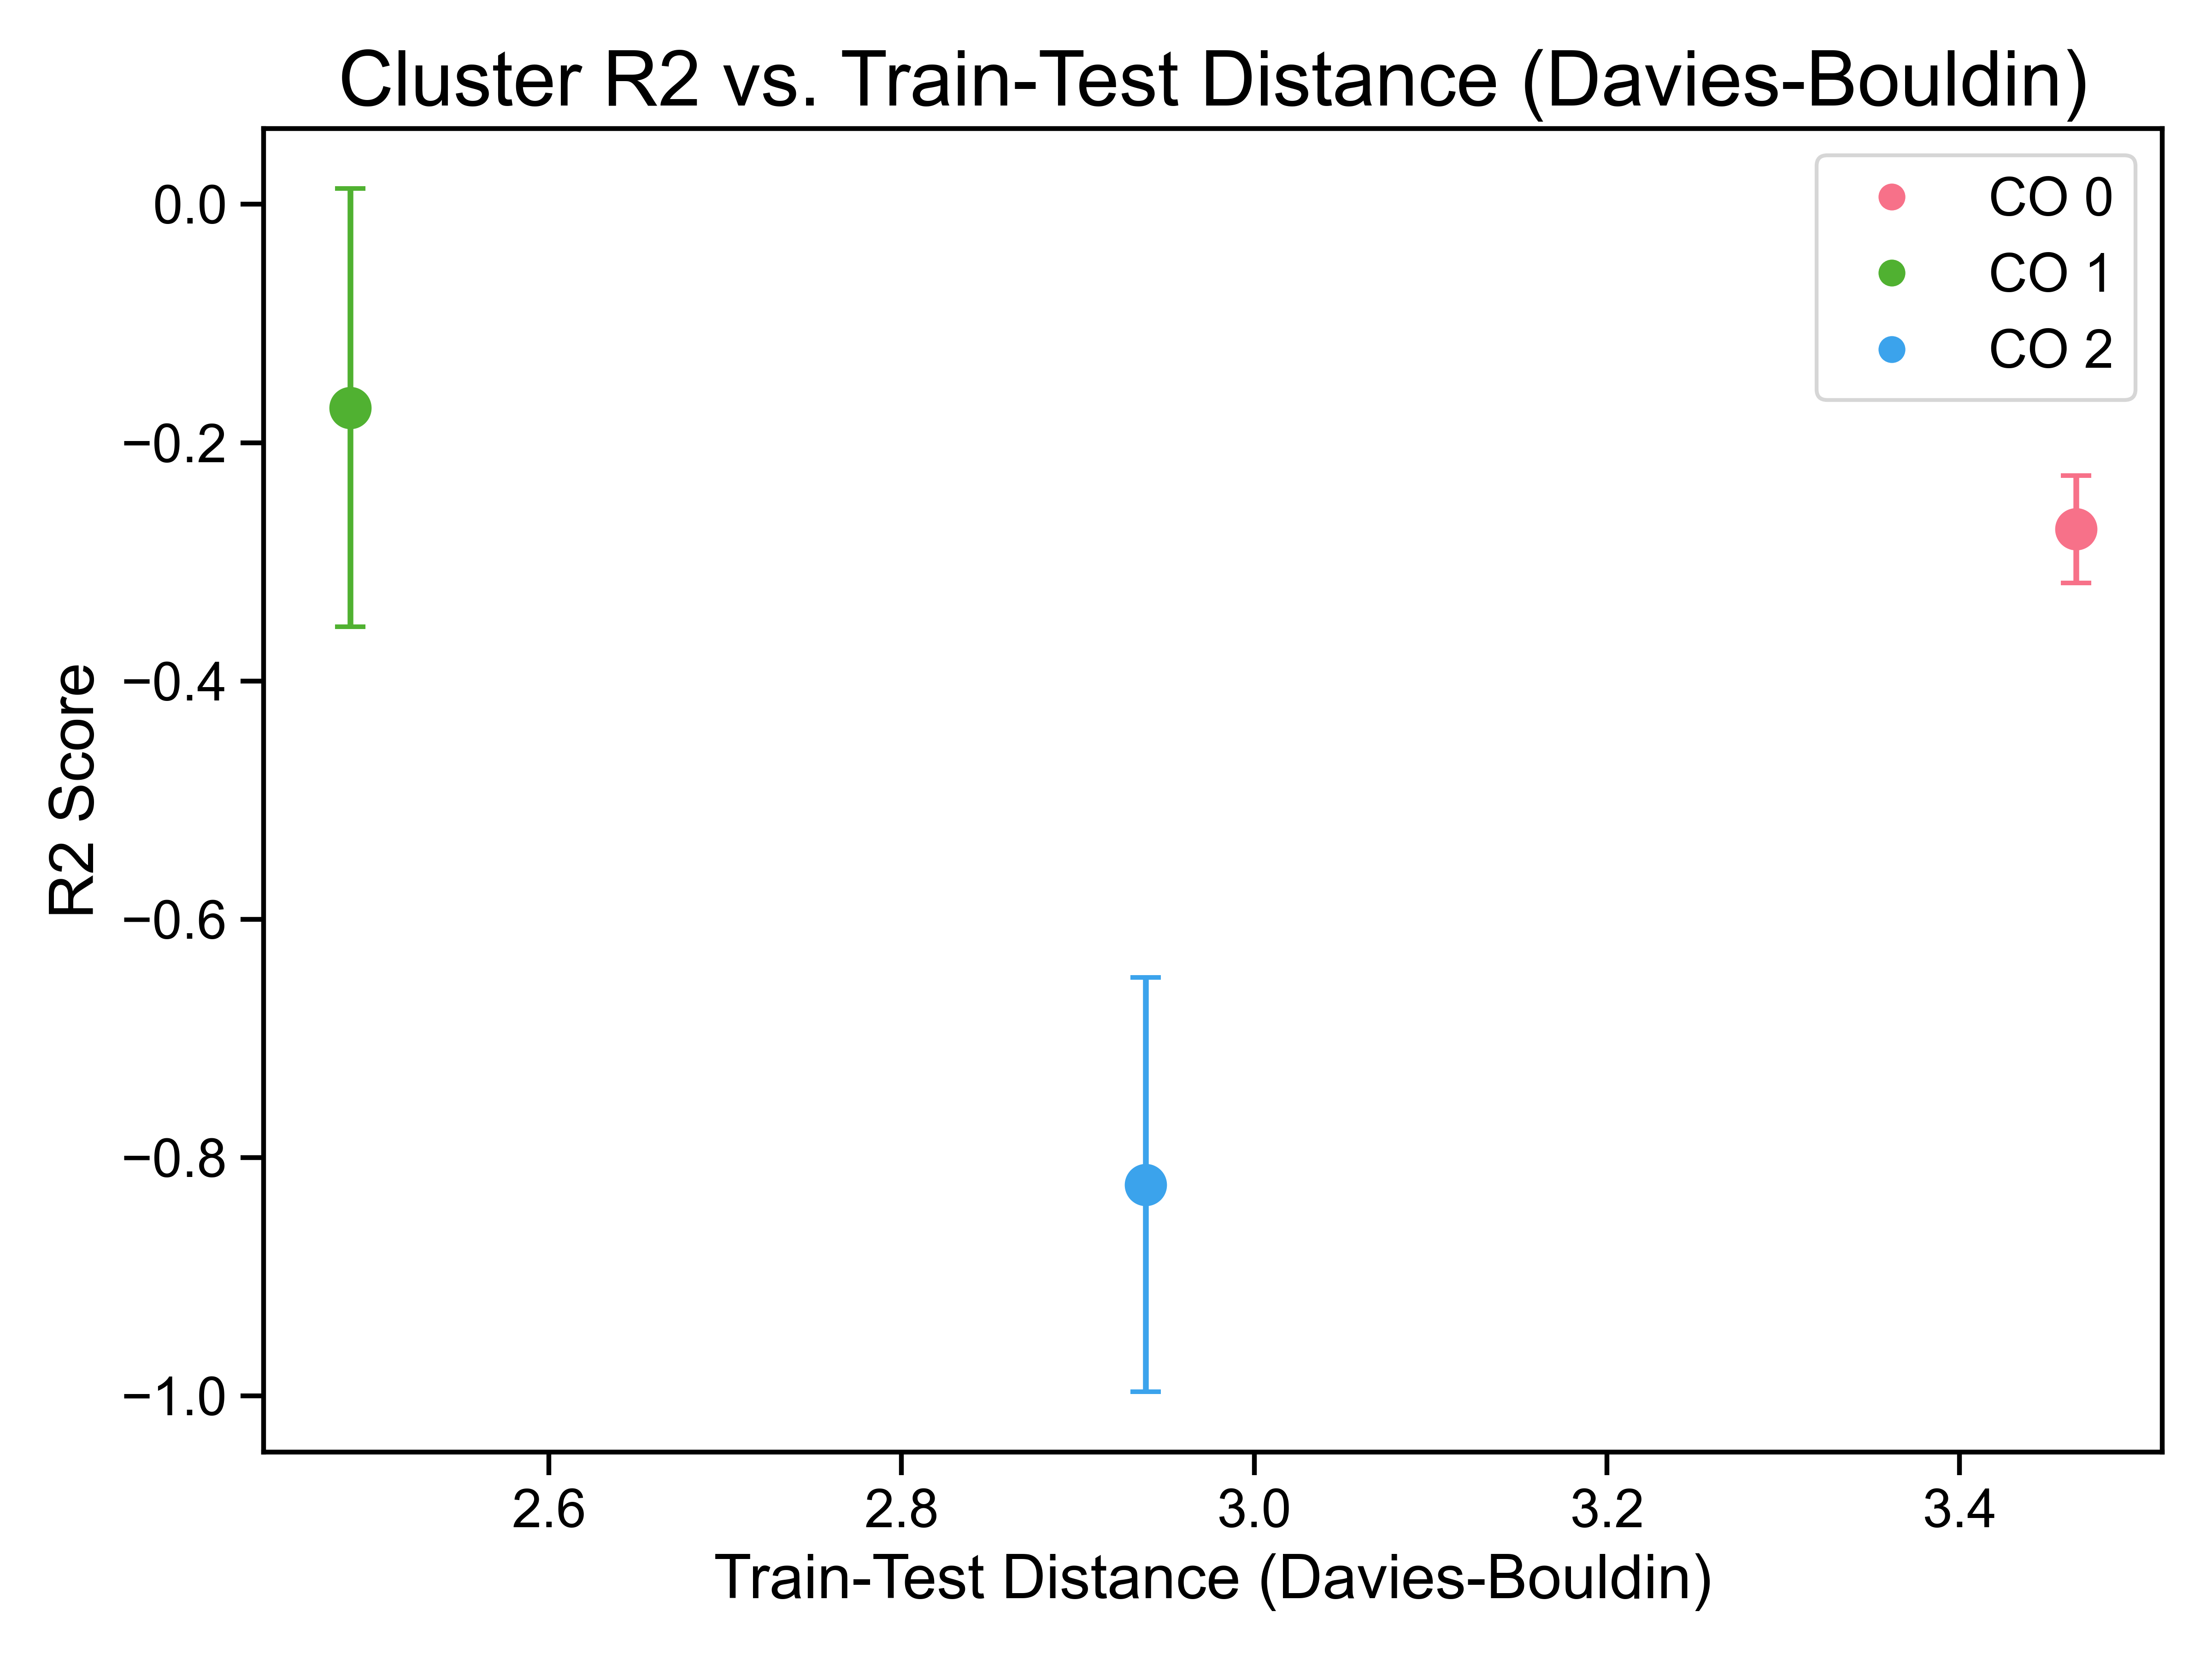 Cluster R2 vs. Train-Test Distance (Davies-Bouldin)
CO 0
CO 1
CO 2
R2 Score
0.0
−0.2
−0.4
−0.6
−0.8
−1.0
2.6 2.8 3.0 3.2 3.4
Train-Test Distance (Davies-Bouldin)